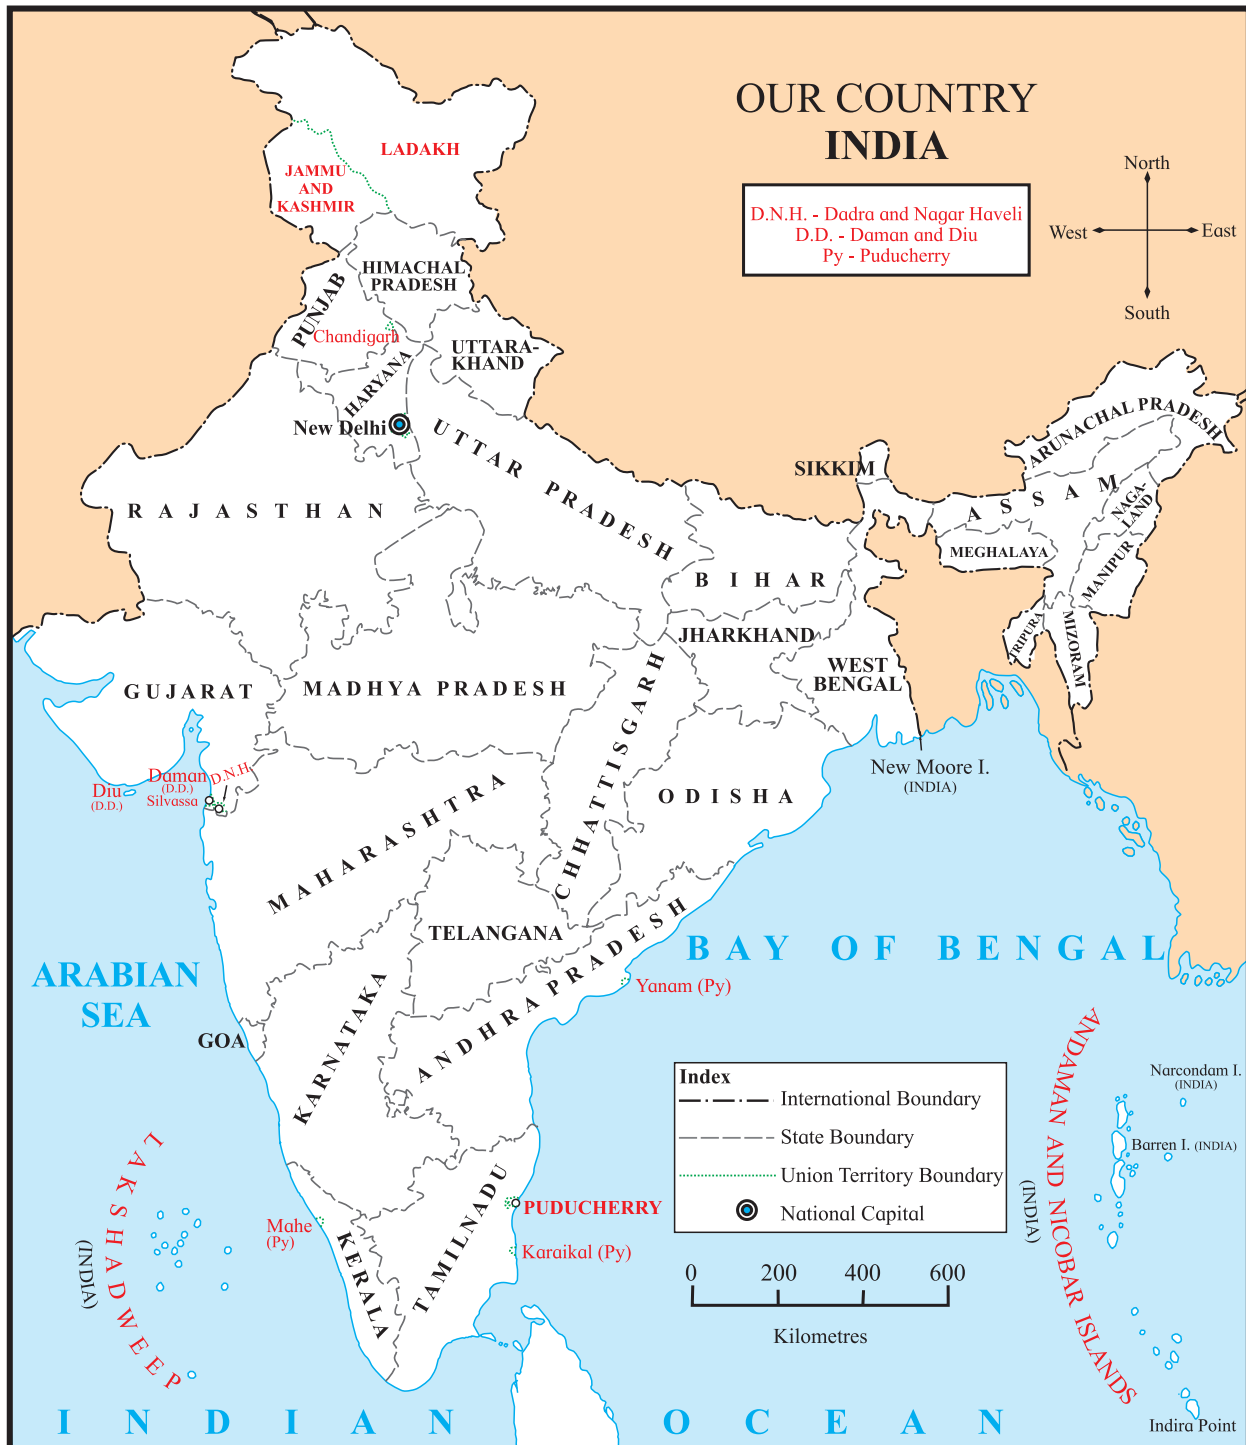 OUR COUNTRY
INDIA
D.N.H. - Dadra and Nagar Haveli
D.D. - Daman and Diu
Py - Puducherry
North
West
East
South
LADAKH
JAMMU
AND
KASHMIR
HIMACHAL
PRADESH
PUNJAB
Chandigarh
UTTARA-
KHAND
HARYANA
New Delhi
UTTAR PRADESH
RAJASTHAN
SIKKIM
ARUNACHAL PRADESH
ASSAM
NAGA-
LAND
MEGHALAYA
MANIPUR
TRIPURA
MIZORAM
BIHAR
JHARKHAND
WEST
BENGAL
GUJARAT
MADHYA PRADESH
CHHATTISGARH
New Moore I.
(INDIA)
Daman
(D.D.)
Silvassa
D.N.H.
Diu
(D.D.)
ODISHA
MAHARASHTRA
TELANGANA
ANDHRA PRADESH
BAY OF BENGAL
ARABIAN
SEA
Yanam (Py)
GOA
KARNATAKA
Index
International Boundary
State Boundary
Union Territory Boundary
National Capital
0 200 400 600
Kilometres
ANDAMAN AND NICOBAR ISLANDS
(INDIA)
Narcondam I.
(INDIA)
Barren I. (INDIA)
Indira Point
LAKSHADWEEP
(INDIA)
Mahe
(Py)
KERALA
TAMILNADU
PUDUCHERRY
Karaikal (Py)
INDIAN OCEAN